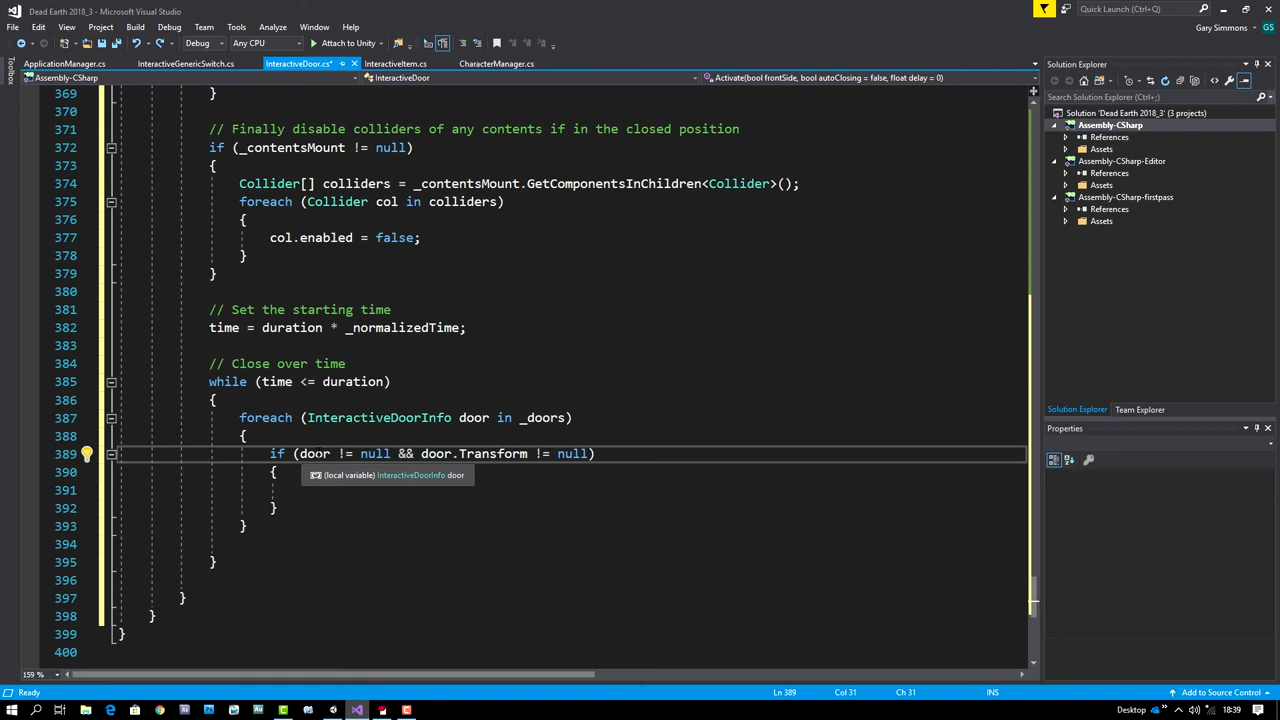 Dead Earth 2018_3 - Microsoft Visual Studio
Quick Launch (Ctrl+Q)
File Edit View Project Build Debug Team Tools Analyze Window Help
Gary Simmons GS
Debug Any CPU Attach to Unity
Toolbox
ApplicationManager.cs InteractiveGenericSwitch.cs InteractiveDoor.cs* InteractiveItem.cs CharacterManager.cs
Assembly-CSharp InteractiveDoor Activate(bool frontSide, bool autoClosing = false, float delay = 0)
369 }
370
371 // Finally disable colliders of any contents if in the closed position
372 if (_contentsMount != null)
373 {
374 Collider[] colliders = _contentsMount.GetComponentsInChildren<Collider>();
375 foreach (Collider col in colliders)
376 {
377 col.enabled = false;
378 }
379 }
380
381 // Set the starting time
382 time = duration * _normalizedTime;
383
384 // Close over time
385 while (time <= duration)
386 {
387 foreach (InteractiveDoorInfo door in _doors)
388 {
389 if (door != null && door.Transform != null)
390 {
(local variable) InteractiveDoorInfo door
391
392 }
393 }
394
395 }
396
397 }
398 }
399 }
400
159 %
Solution Explorer
Search Solution Explorer (Ctrl+;)
Solution 'Dead Earth 2018_3' (3 projects)
Assembly-CSharp
References
Assets
Assembly-CSharp-Editor
References
Assets
Assembly-CSharp-firstpass
References
Assets
Solution Explorer Team Explorer
Properties
Ready Ln 389 Col 31 Ch 31 INS Add to Source Control
Desktop 18:39